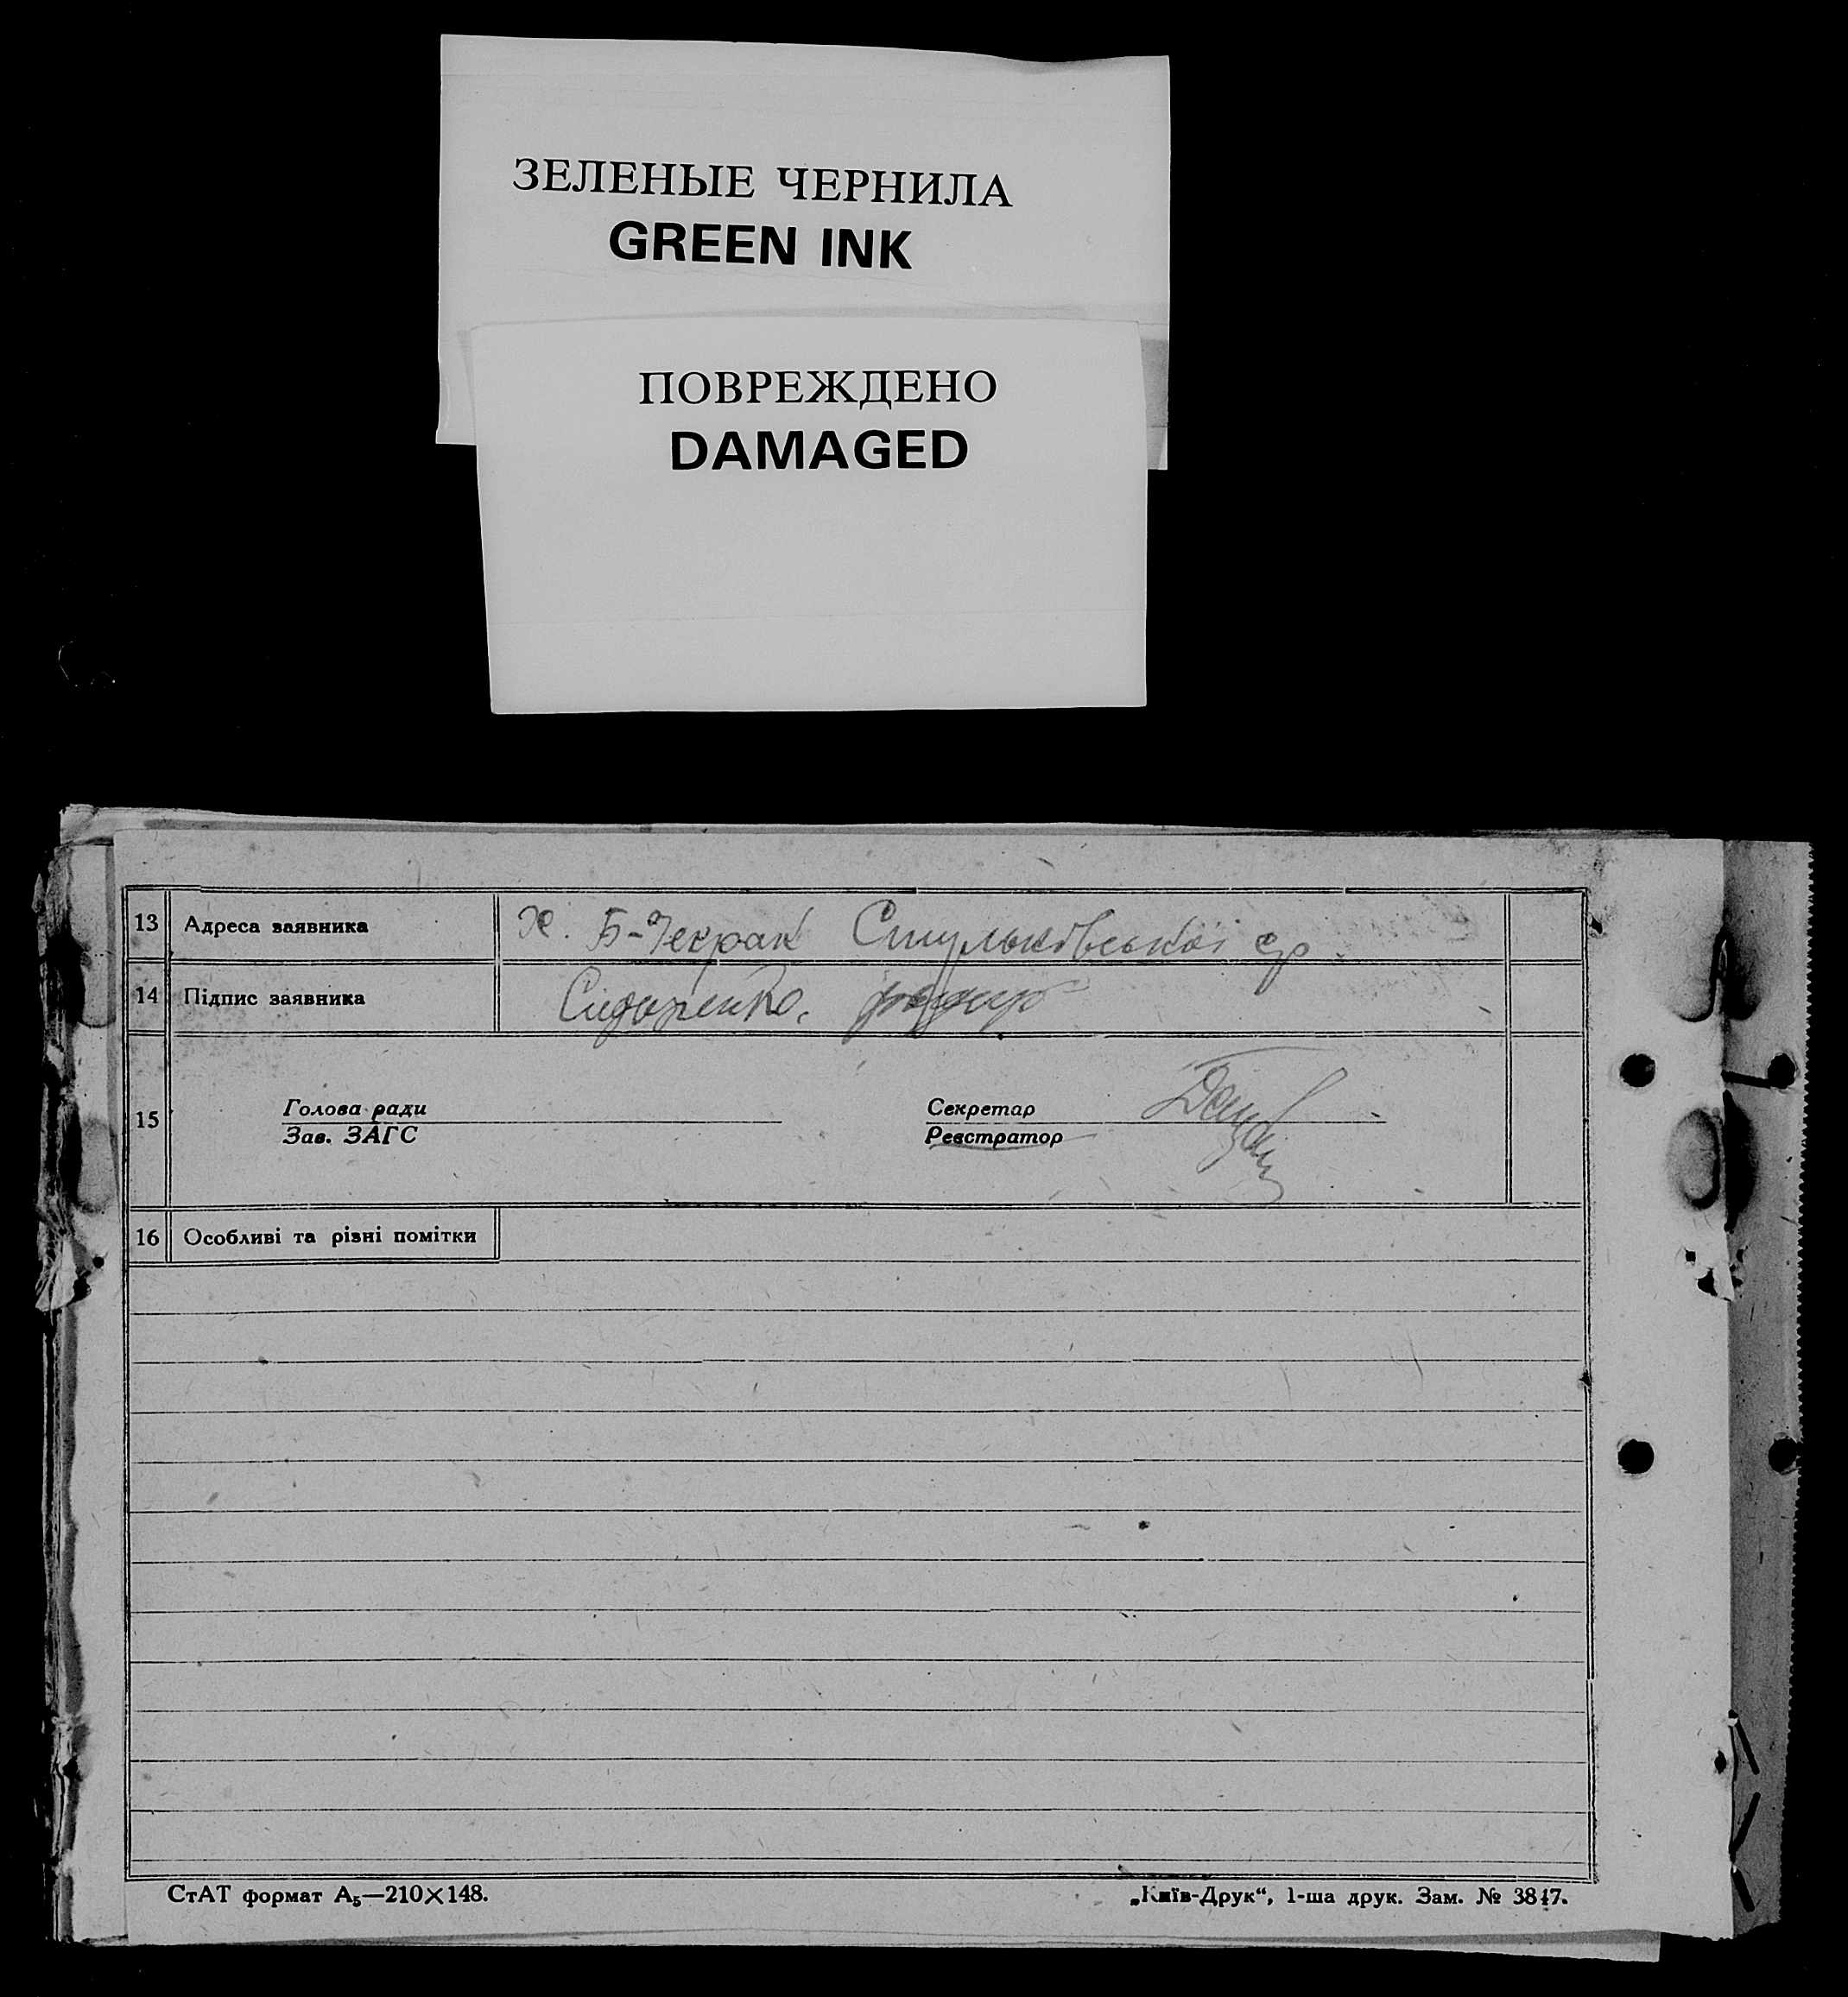 ЗЕЛЕНЫЕ ЧЕРНИЛА
GREEN INK
ПОВРЕЖДЕНО
DAMAGED
13 Адреса заявника х. Б-Чекрак Стульнівської с/р
14 Підпис заявника Сидоренко.
15 Голова ради Секретар
Зав. ЗАГС Реєстратор
16 Особливі та різні помітки
СтАТ формат А₅—210×148. „Київ-Друк“, 1-ша друк. Зам. № 3847.